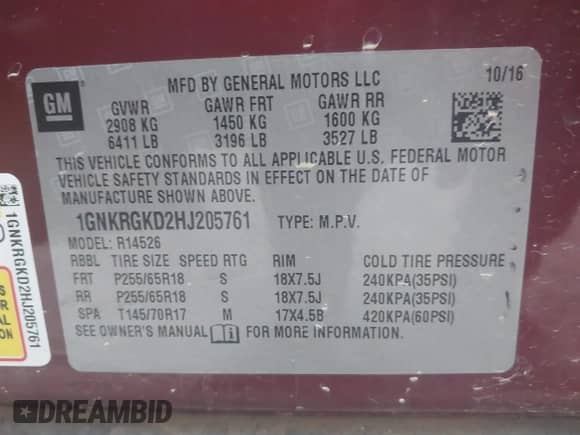 GM
MFD BY GENERAL MOTORS LLC 10/16
GVWR GAWR FRT GAWR RR
2908 KG 1450 KG 1600 KG
6411 LB 3196 LB 3527 LB
THIS VEHICLE CONFORMS TO ALL APPLICABLE U.S. FEDERAL MOTOR
VEHICLE SAFETY STANDARDS IN EFFECT ON THE DATE OF
MANUFACTURE SHOWN ABOVE.
1GNKRGKD2HJ205761 TYPE: M.P.V.
MODEL: R14526
RBBL TIRE SIZE SPEED RTG RIM COLD TIRE PRESSURE
FRT P255/65R18 S 18X7.5J 240KPA(35PSI)
RR P255/65R18 S 18X7.5J 240KPA(35PSI)
SPA T145/70R17 M 17X4.5B 420KPA(60PSI)
SEE OWNER'S MANUAL FOR MORE INFORMATION.
1GNKRGKD2HJ205761
DREAMBID